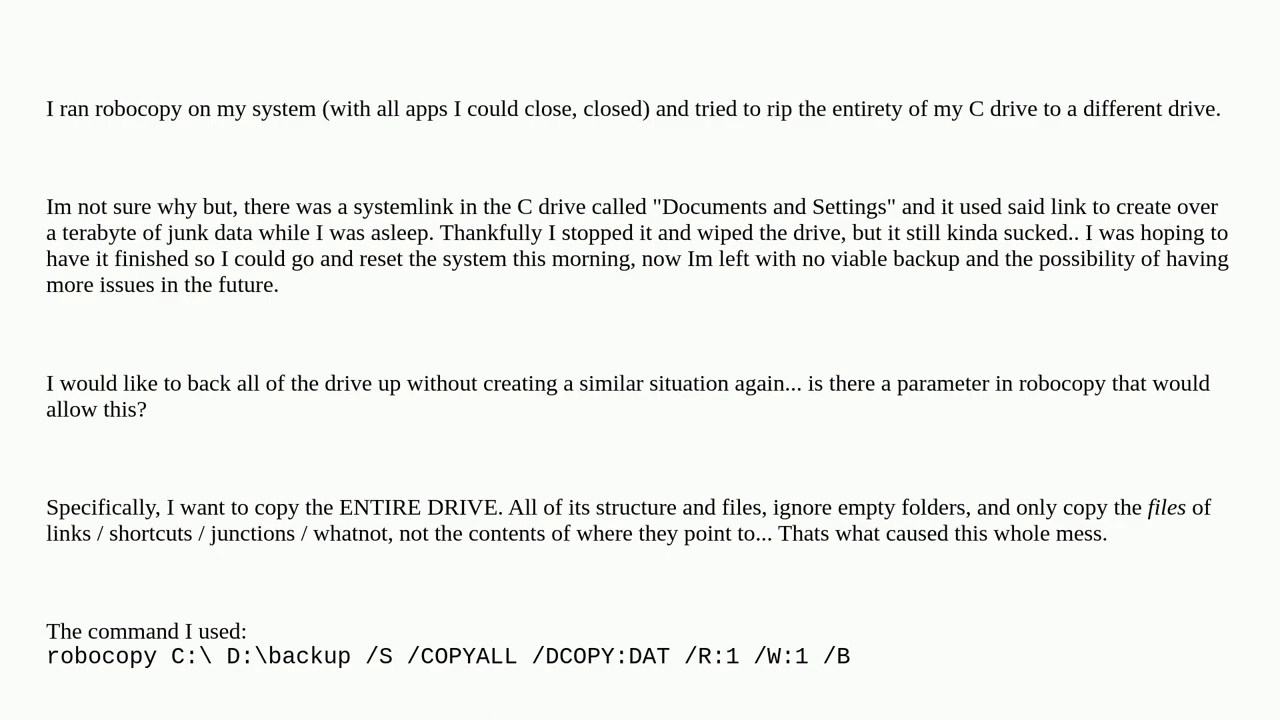 I ran robocopy on my system (with all apps I could close, closed) and tried to rip the entirety of my C drive to a different drive.
Im not sure why but, there was a systemlink in the C drive called "Documents and Settings" and it used said link to create over
a terabyte of junk data while I was asleep. Thankfully I stopped it and wiped the drive, but it still kinda sucked.. I was hoping to
have it finished so I could go and reset the system this morning, now Im left with no viable backup and the possibility of having
more issues in the future.
I would like to back all of the drive up without creating a similar situation again... is there a parameter in robocopy that would
allow this?
Specifically, I want to copy the ENTIRE DRIVE. All of its structure and files, ignore empty folders, and only copy the files of
links / shortcuts / junctions / whatnot, not the contents of where they point to... Thats what caused this whole mess.
The command I used:
robocopy C:\ D:\backup /S /COPYALL /DCOPY:DAT /R:1 /W:1 /B